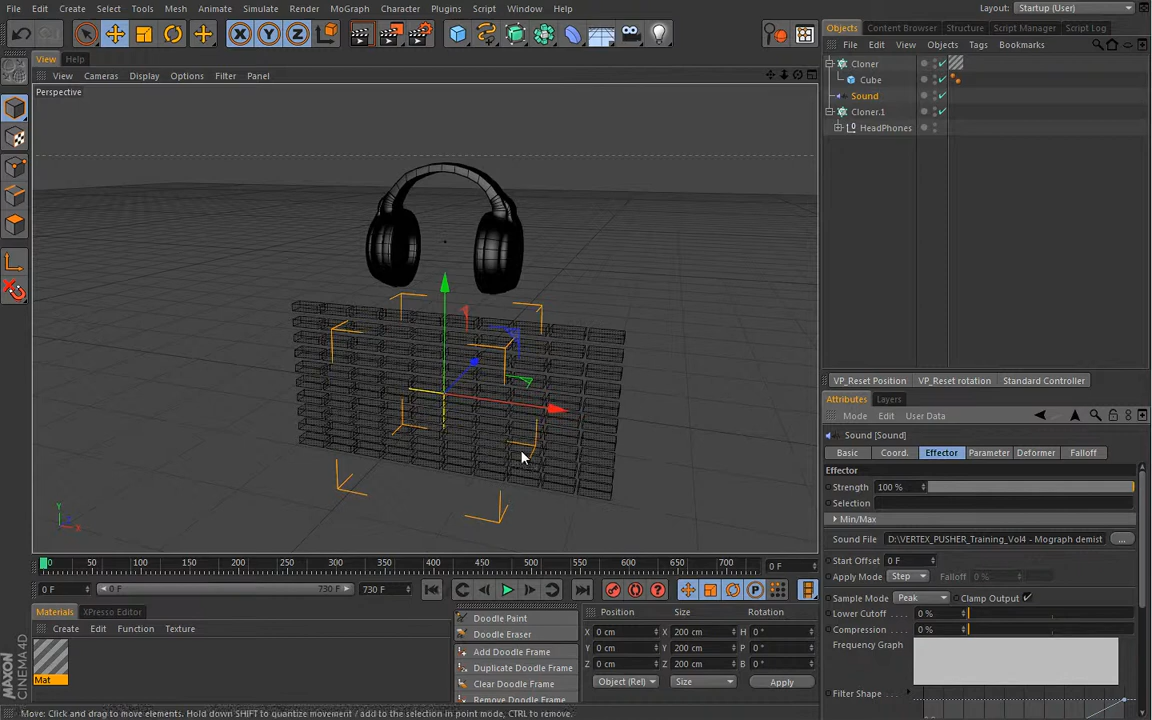 File Edit Create Select Tools Mesh Snap Animate Simulate Render MoGraph Character Plugins Script Window Help
Layout: Startup (User)
View Help
View Cameras Display Options Filter Panel
Perspective
Objects Content Browser Structure Script Manager Script Log
File Edit View Objects Tags Bookmarks
Cloner
Cube
Sound
Cloner.1
HeadPhones
VP_Reset Position VP_Reset rotation Standard Controller
Attributes Layers
Mode Edit User Data
Sound [Sound]
Basic Coord. Effector Parameter Deformer Falloff
Effector
Strength 100 %
Selection
Min/Max
Sound File D:\VERTEX_PUSHER_Training_Vol4 - Mograph demist ...
Start Offset 0 F
Apply Mode Step Falloff 0 %
Sample Mode Peak Clamp Output
Lower Cutoff 0 %
Compression 0 %
Frequency Graph
Filter Shape
Y
X
Z
0 50 100 150 200 250 300 350 400 450 500 550 600 650 700 0 F
0 F 0 F 730 F 730 F
Materials XPresso Editor
Create Edit Function Texture
Mat
MAXON CINEMA 4D
Doodle Paint
Doodle Eraser
Add Doodle Frame
Duplicate Doodle Frame
Clear Doodle Frame
Remove Doodle Frame
Position Size Rotation
X 0 cm X 200 cm H 0 °
Y 0 cm Y 200 cm P 0 °
Z 0 cm Z 200 cm B 0 °
Object (Rel) Size Apply
Move: Click and drag to move elements. Hold down SHIFT to quantize movement / add to the selection in point mode, CTRL to remove.